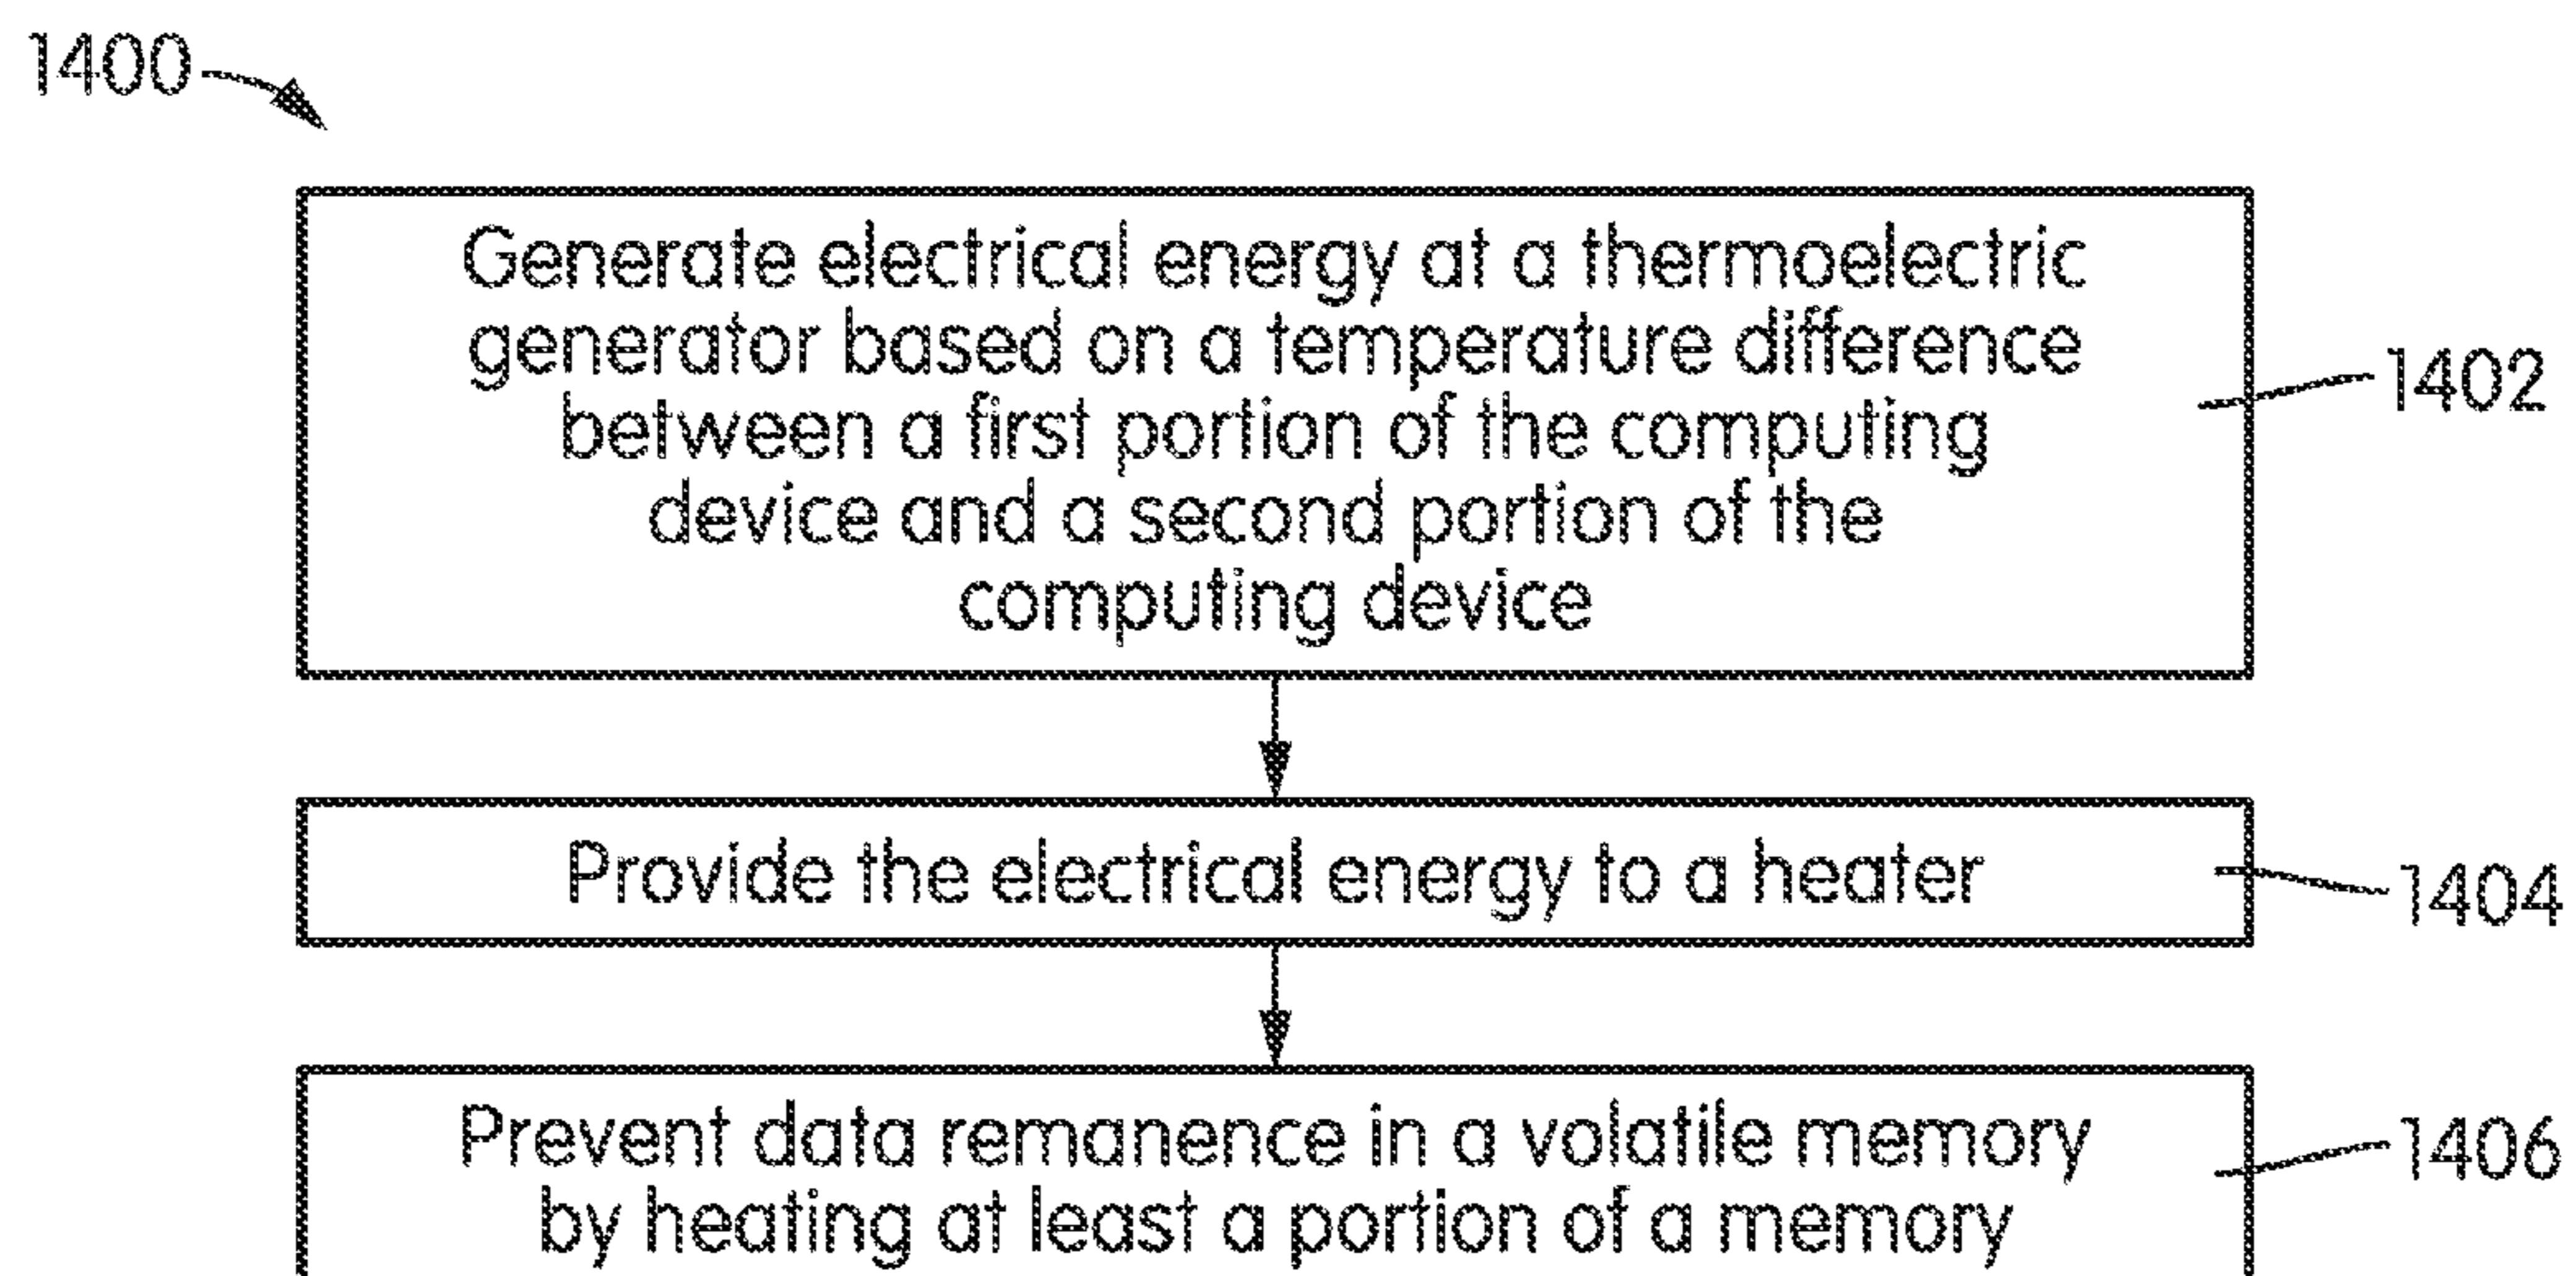 1400
Generate electrical energy at a thermoelectric
generator based on a temperature difference
between a first portion of the computing
device and a second portion of the
computing device
1402
Provide the electrical energy to a heater
1404
Prevent data remanence in a volatile memory
by heating at least a portion of a memory
1406